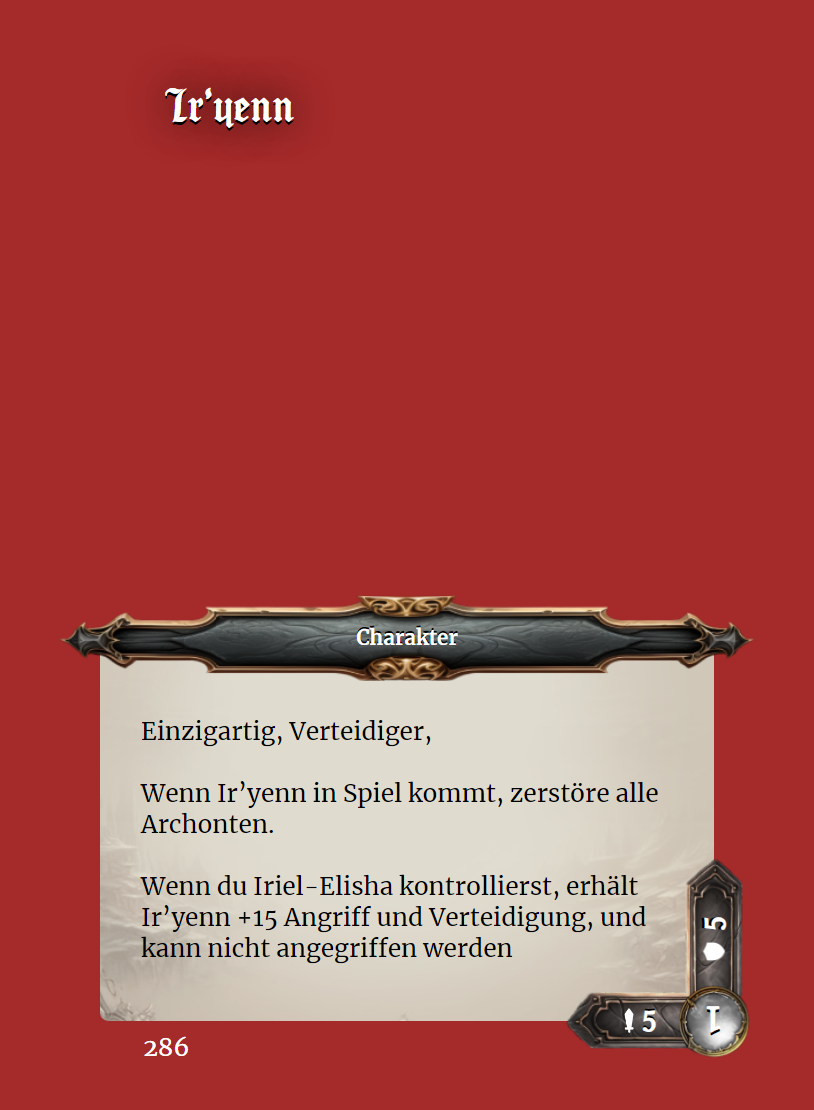 Ir’yenn
Charakter
Einzigartig, Verteidiger,
Wenn Ir’yenn in Spiel kommt, zerstöre alle
Archonten.
Wenn du Iriel-Elisha kontrollierst, erhält
Ir’yenn +15 Angriff und Verteidigung, und
kann nicht angegriffen werden
5
5
1
286